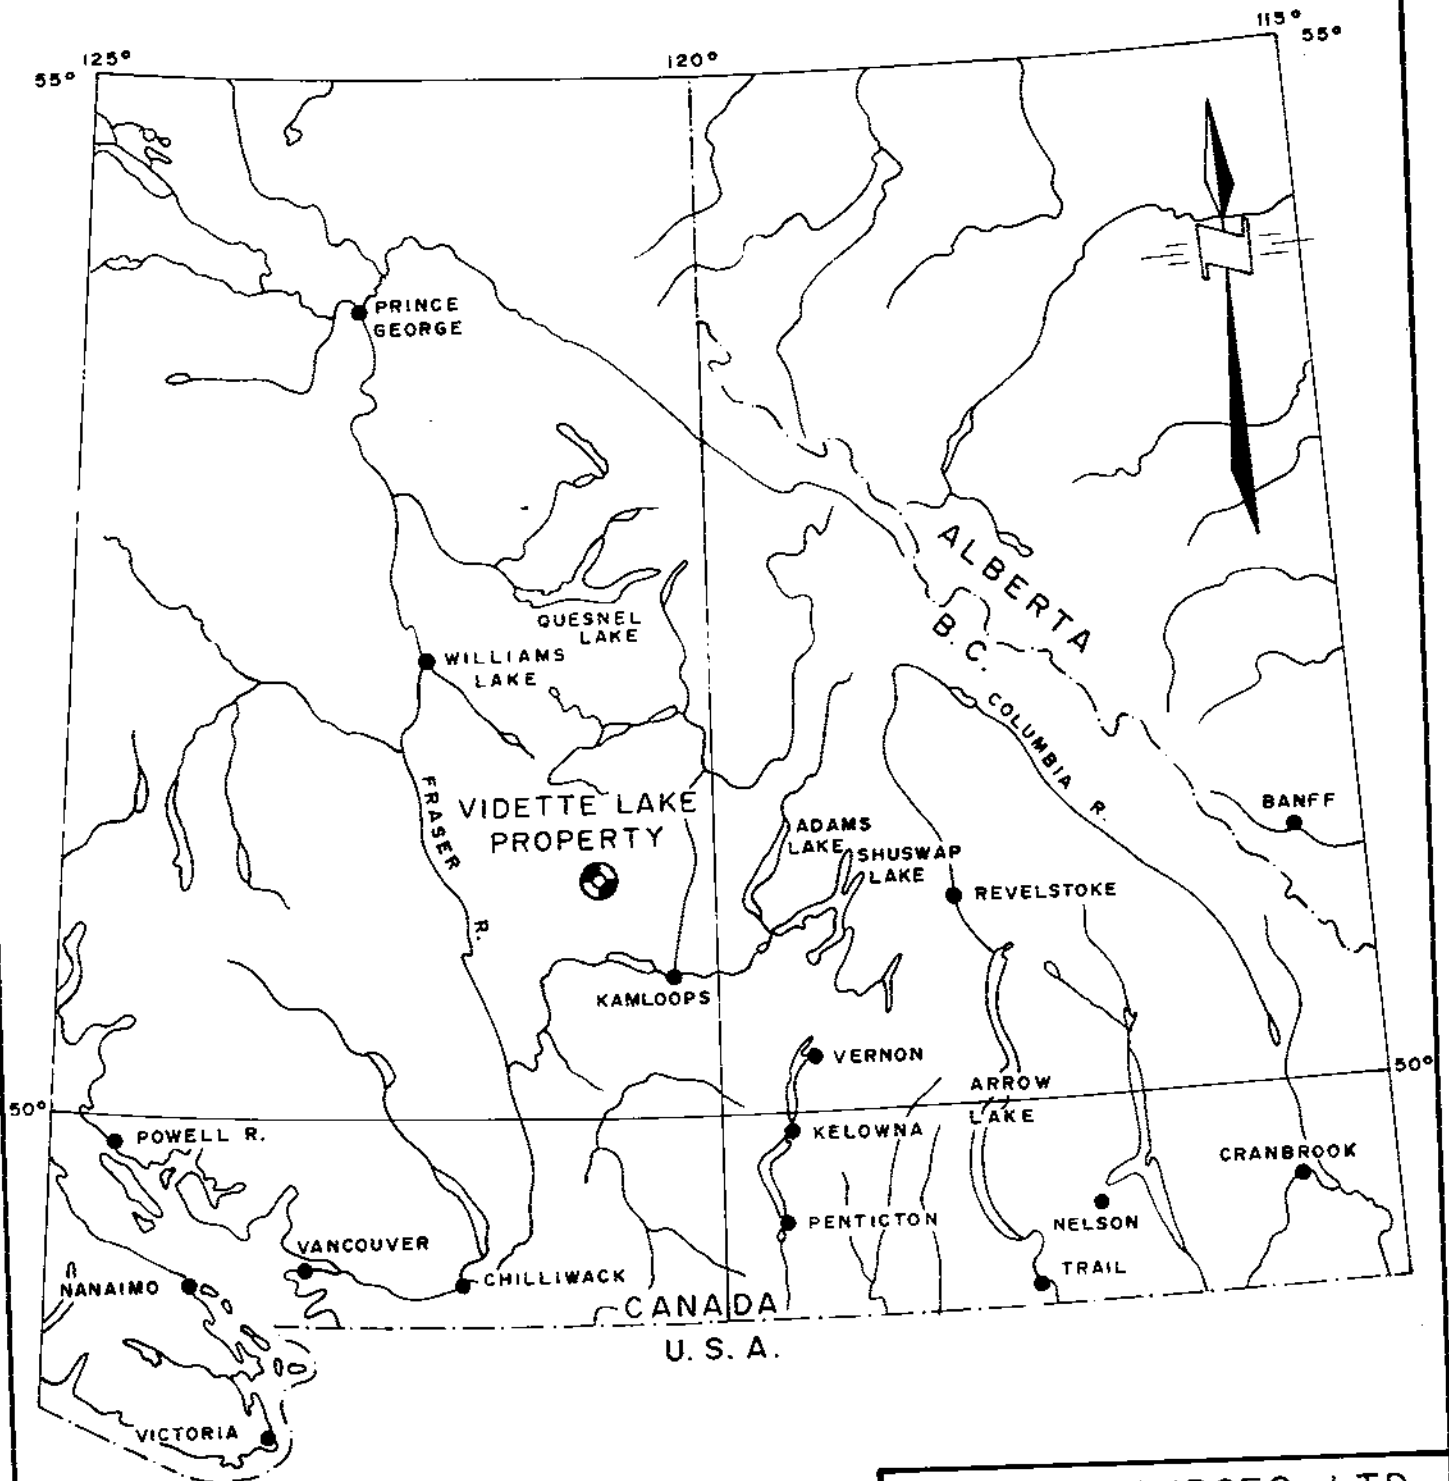 125°
120°
115°
55°
55°
PRINCE
GEORGE
ALBERTA
B.C.
QUESNEL
LAKE
WILLIAMS
LAKE
COLUMBIA R.
FRASER R.
VIDETTE LAKE
PROPERTY
BANFF
ADAMS
LAKE
SHUSWAP
LAKE
REVELSTOKE
KAMLOOPS
VERNON
50°
ARROW
LAKE
50°
POWELL R.
KELOWNA
CRANBROOK
PENTICTON
NELSON
VANCOUVER
TRAIL
NANAIMO
CHILLIWACK
CANADA
U.S.A.
VICTORIA
LTD